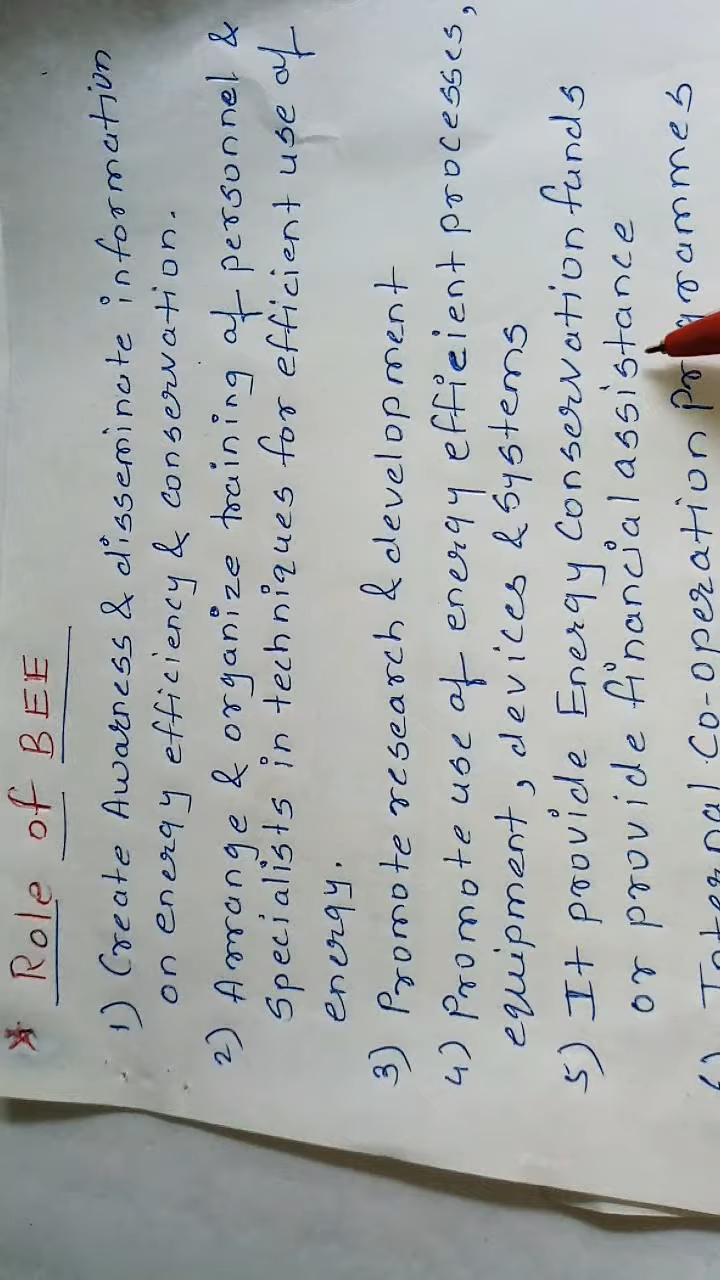 * Role of BEE
1) Create Awarness & disseminate information
on energy efficiency & conservation.
2) Arrange & organize training of personnel &
Specialists in techniques for efficient use of
energy.
3) Promote research & development
4) Promote use of energy efficient processes,
equipment, devices & Systems
5) It provide Energy Conservation funds
or provide financial assistance
Co-operation